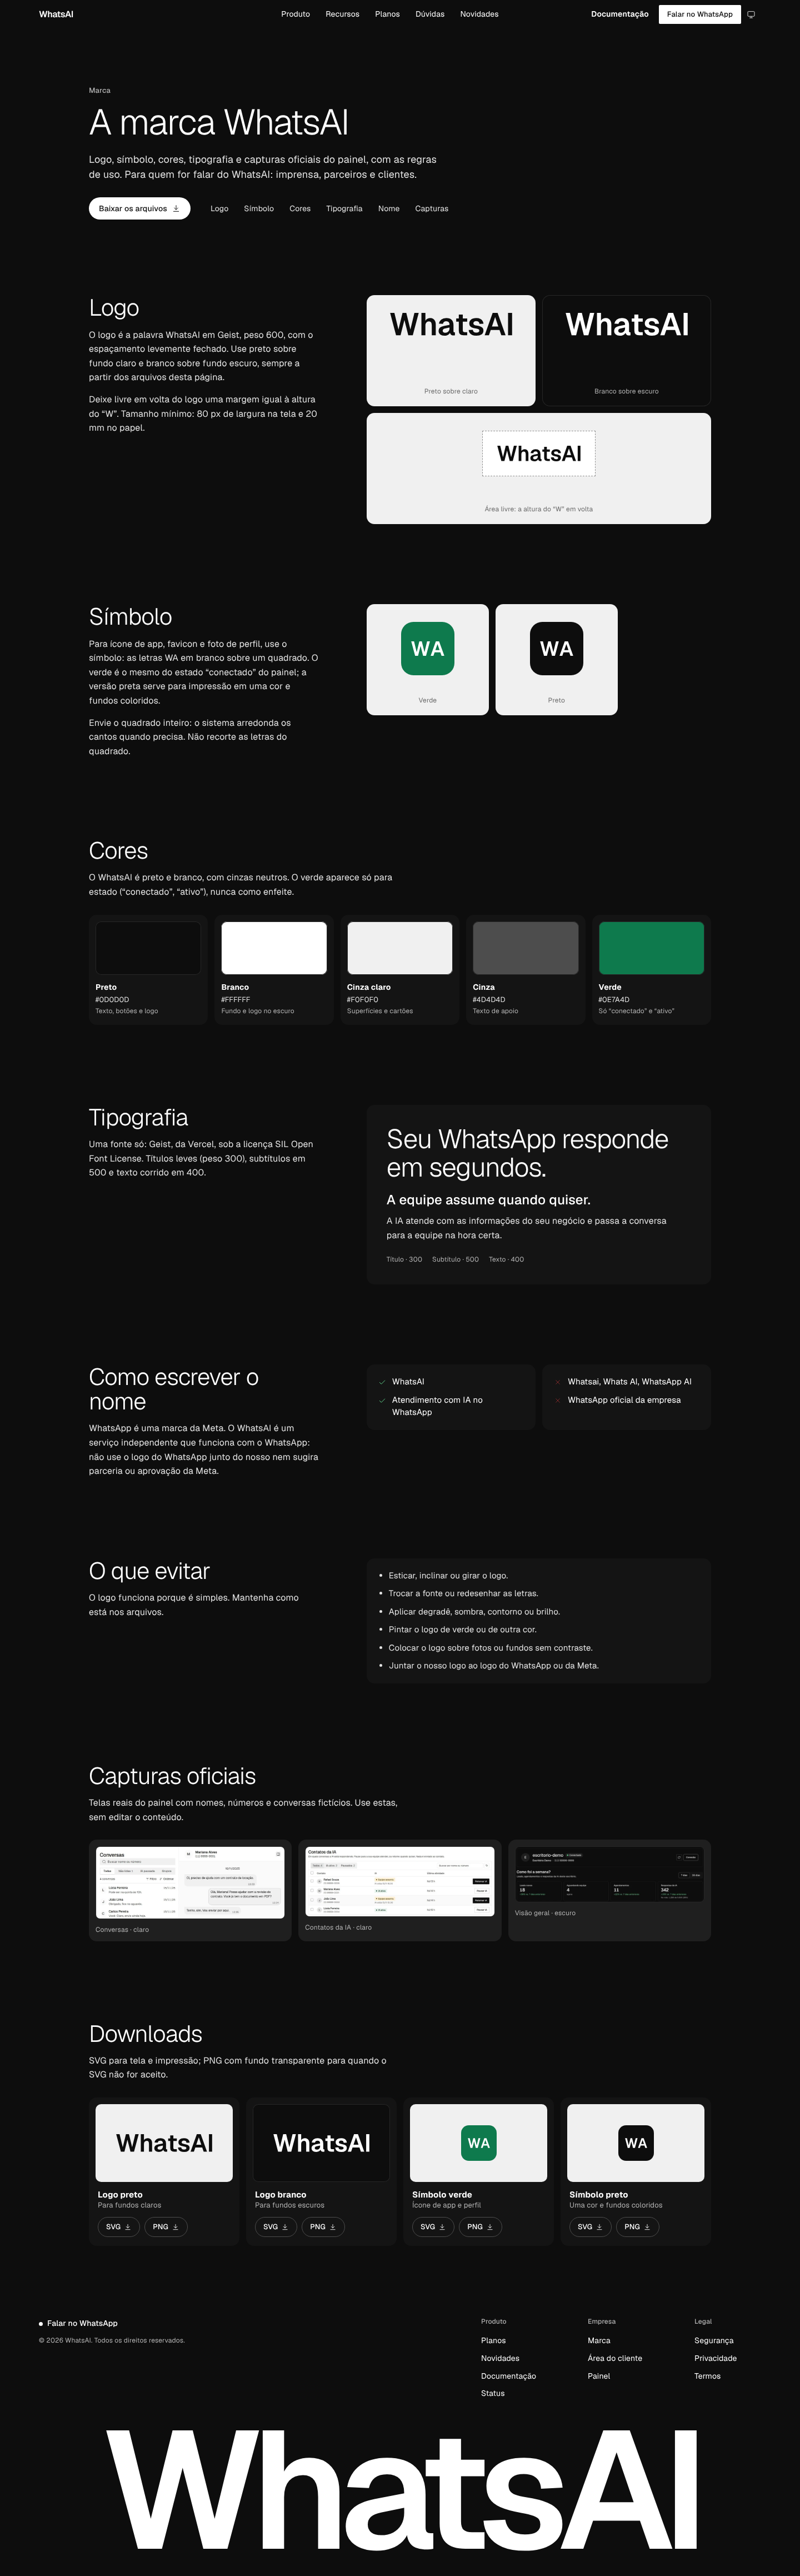 WhatsAI
Produto
Recursos
Planos
Dúvidas
Novidades
Documentação
Falar no WhatsApp
Marca
A marca WhatsAI
Logo, símbolo, cores, tipografia e capturas oficiais do painel, com as regras
de uso. Para quem for falar do WhatsAI: imprensa, parceiros e clientes.
Baixar os arquivos
Logo
Símbolo
Cores
Tipografia
Nome
Capturas
Logo
O logo é a palavra WhatsAI em Geist, peso 600, com o
espaçamento levemente fechado. Use preto sobre
fundo claro e branco sobre fundo escuro, sempre a
partir dos arquivos desta página.
Deixe livre em volta do logo uma margem igual à altura
do “W”. Tamanho mínimo: 80 px de largura na tela e 20
mm no papel.
WhatsAI
Preto sobre claro
WhatsAI
Branco sobre escuro
WhatsAI
Área livre: a altura do “W” em volta
Símbolo
Para ícone de app, favicon e foto de perfil, use o
símbolo: as letras WA em branco sobre um quadrado. O
verde é o mesmo do estado “conectado” do painel; a
versão preta serve para impressão em uma cor e
fundos coloridos.
Envie o quadrado inteiro: o sistema arredonda os
cantos quando precisa. Não recorte as letras do
quadrado.
WA
Verde
WA
Preto
Cores
O WhatsAI é preto e branco, com cinzas neutros. O verde aparece só para
estado (“conectado”, “ativo”), nunca como enfeite.
Preto
#0D0D0D
Texto, botões e logo
Branco
#FFFFFF
Fundo e logo no escuro
Cinza claro
#F0F0F0
Superfícies e cartões
Cinza
#4D4D4D
Texto de apoio
Verde
#0E7A4D
Só “conectado” e “ativo”
Tipografia
Uma fonte só: Geist, da Vercel, sob a licença SIL Open
Font License. Títulos leves (peso 300), subtítulos em
500 e texto corrido em 400.
Seu WhatsApp responde
em segundos.
A equipe assume quando quiser.
A IA atende com as informações do seu negócio e passa a conversa
para a equipe na hora certa.
Título · 300
Subtítulo · 500
Texto · 400
Como escrever o
nome
WhatsApp é uma marca da Meta. O WhatsAI é um
serviço independente que funciona com o WhatsApp:
não use o logo do WhatsApp junto do nosso nem sugira
parceria ou aprovação da Meta.
WhatsAI
Atendimento com IA no
WhatsApp
Whatsai, Whats AI, WhatsApp AI
WhatsApp oficial da empresa
O que evitar
O logo funciona porque é simples. Mantenha como
está nos arquivos.
Esticar, inclinar ou girar o logo.
Trocar a fonte ou redesenhar as letras.
Aplicar degradê, sombra, contorno ou brilho.
Pintar o logo de verde ou de outra cor.
Colocar o logo sobre fotos ou fundos sem contraste.
Juntar o nosso logo ao logo do WhatsApp ou da Meta.
Capturas oficiais
Telas reais do painel com nomes, números e conversas fictícios. Use estas,
sem editar o conteúdo.
Conversas
Conversas · claro
Contatos da IA
Contatos da IA · claro
escritorio-demo
Como foi a semana?
Visão geral · escuro
Downloads
SVG para tela e impressão; PNG com fundo transparente para quando o
SVG não for aceito.
WhatsAI
Logo preto
Para fundos claros
SVG
PNG
WhatsAI
Logo branco
Para fundos escuros
SVG
PNG
WA
Símbolo verde
Ícone de app e perfil
SVG
PNG
WA
Símbolo preto
Uma cor e fundos coloridos
SVG
PNG
Falar no WhatsApp
© 2026 WhatsAI. Todos os direitos reservados.
Produto
Planos
Novidades
Documentação
Status
Empresa
Marca
Área do cliente
Painel
Legal
Segurança
Privacidade
Termos
WhatsAI